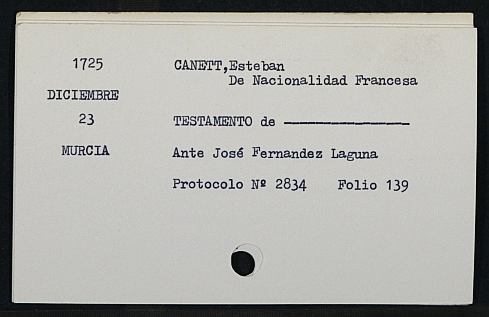 1725 CANETT,Esteban
De Nacionalidad Francesa
DICIEMBRE
23 TESTAMENTO de ----------------
MURCIA Ante José Fernandez Laguna
Protocolo Nº 2834 Folio 139